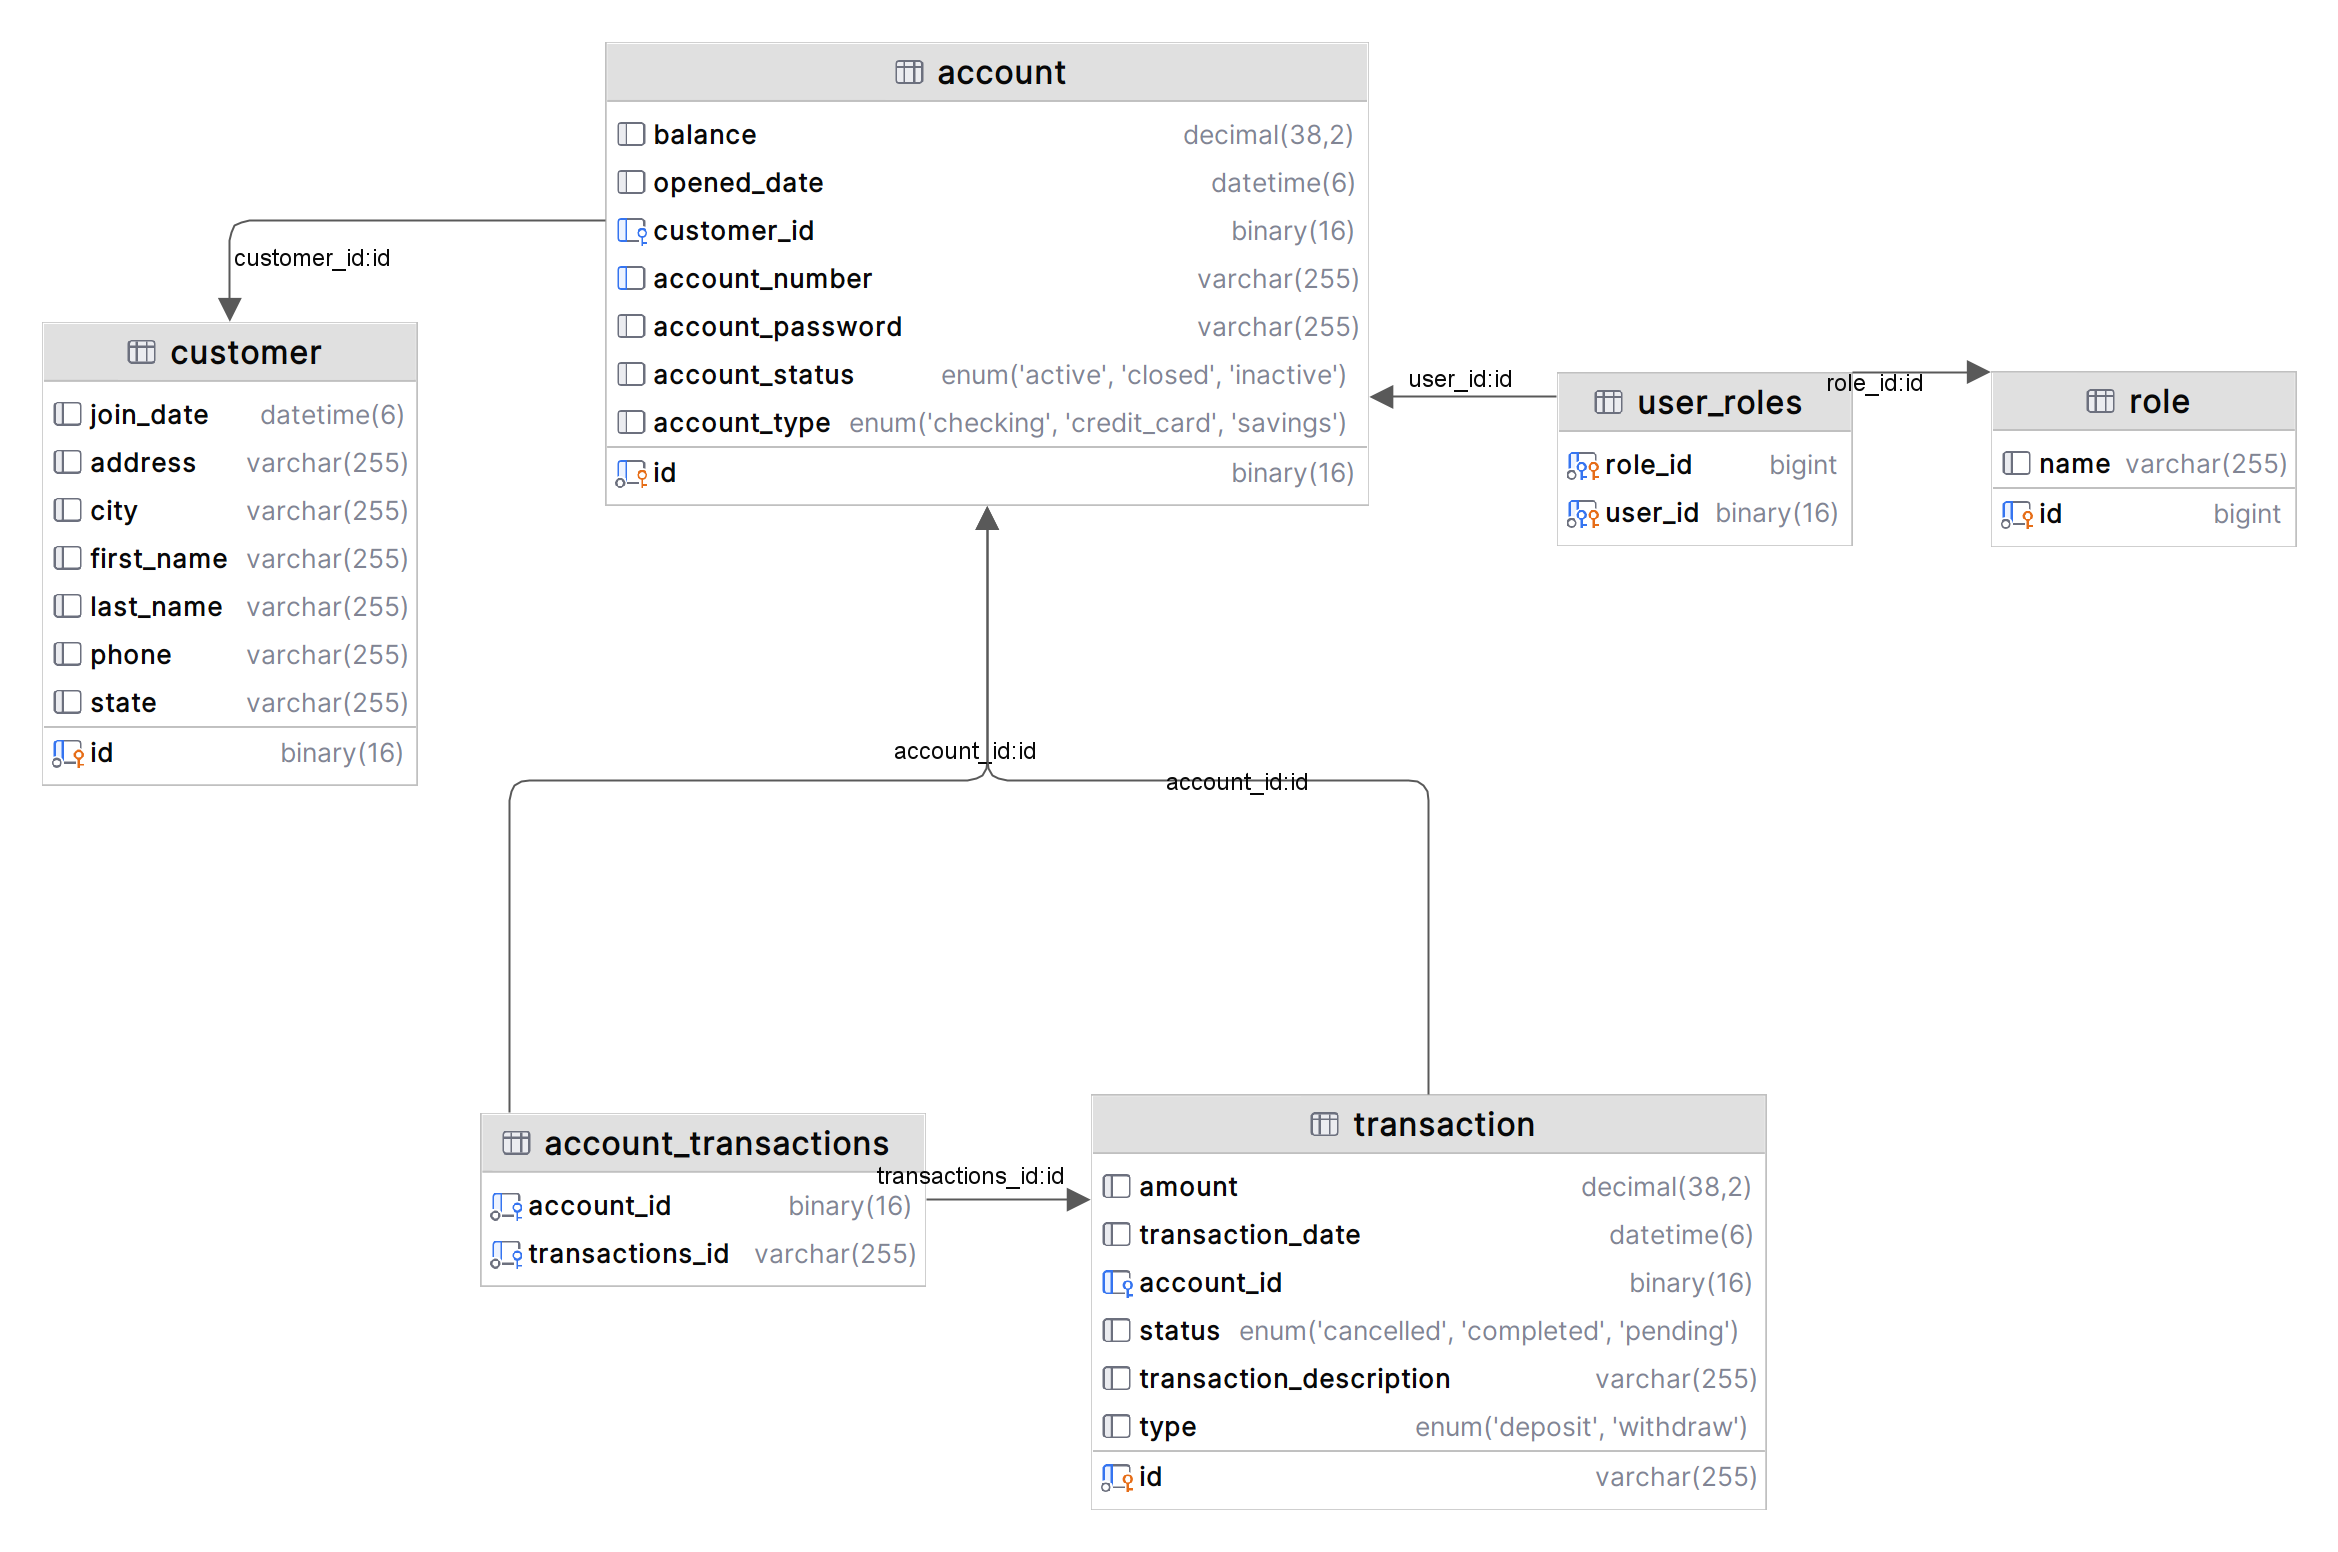 account
balance decimal(38,2)
opened_date datetime(6)
customer_id binary(16)
account_number varchar(255)
account_password varchar(255)
account_status enum('active', 'closed', 'inactive')
account_type enum('checking', 'credit_card', 'savings')
id binary(16)
customer_id:id
customer
join_date datetime(6)
address varchar(255)
city varchar(255)
first_name varchar(255)
last_name varchar(255)
phone varchar(255)
state varchar(255)
id binary(16)
user_id:id
user_roles
role_id bigint
user_id binary(16)
role_id:id
role
name varchar(255)
id bigint
account_id:id
account_id:id
account_transactions
account_id binary(16)
transactions_id varchar(255)
transactions_id:id
transaction
amount decimal(38,2)
transaction_date datetime(6)
account_id binary(16)
status enum('cancelled', 'completed', 'pending')
transaction_description varchar(255)
type enum('deposit', 'withdraw')
id varchar(255)